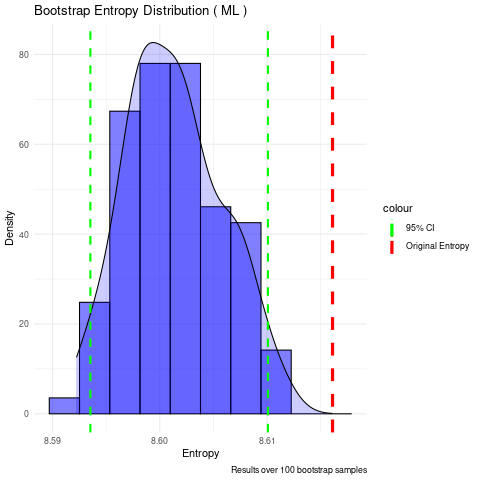 Bootstrap Entropy Distribution ( ML )
80
60
40
20
0
Density
8.59
8.60
8.61
Entropy
colour
95% CI
Original Entropy
Results over 100 bootstrap samples